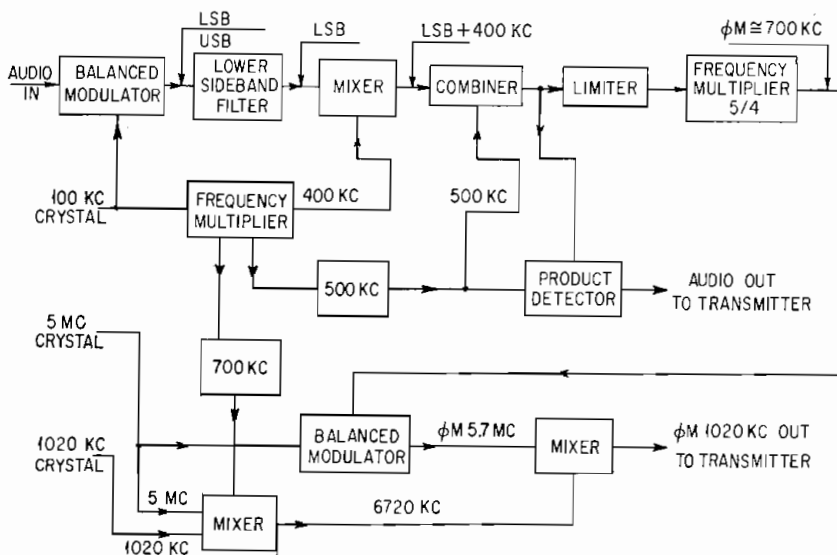 LSB
USB
LSB
LSB+400 KC
ϕM≅700 KC
AUDIO
IN
BALANCED
MODULATOR
LOWER
SIDEBAND
FILTER
MIXER
COMBINER
LIMITER
FREQUENCY
MULTIPLIER
5/4
100 KC
CRYSTAL
FREQUENCY
MULTIPLIER
400 KC
500 KC
500 KC
PRODUCT
DETECTOR
AUDIO OUT
TO TRANSMITTER
5 MC
CRYSTAL
700 KC
1020 KC
CRYSTAL
BALANCED
MODULATOR
ϕM 5.7 MC
MIXER
ϕM 1020 KC OUT
TO TRANSMITTER
5 MC
MIXER
6720 KC
1020 KC